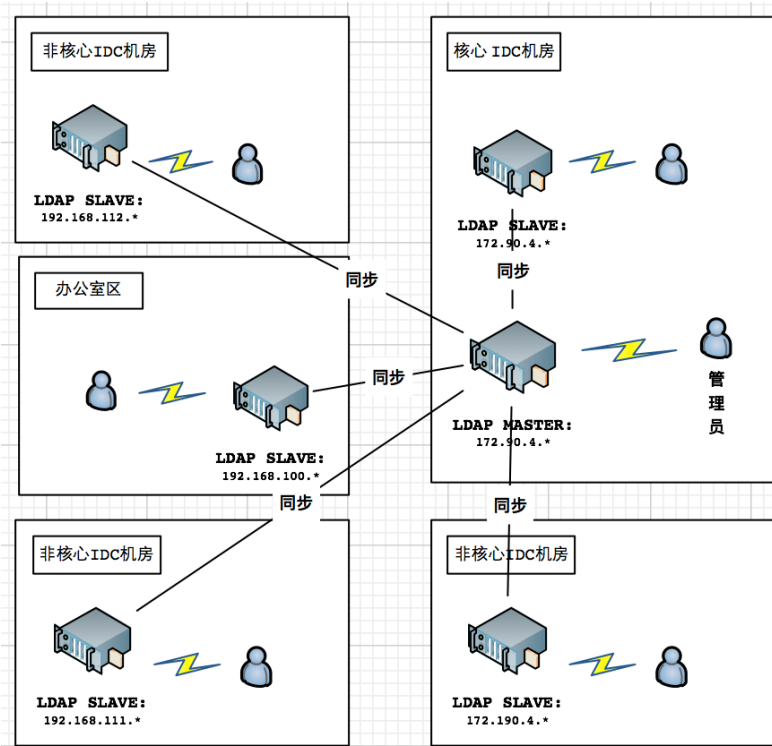 非核心IDC机房
LDAP SLAVE:
192.168.112.*
核心 IDC机房
LDAP SLAVE:
172.90.4.*
同步
同步
办公室区
LDAP SLAVE:
192.168.100.*
同步
LDAP MASTER:
172.90.4.*
管
理
员
同步
同步
非核心IDC机房
LDAP SLAVE:
192.168.111.*
非核心IDC机房
LDAP SLAVE:
172.190.4.*